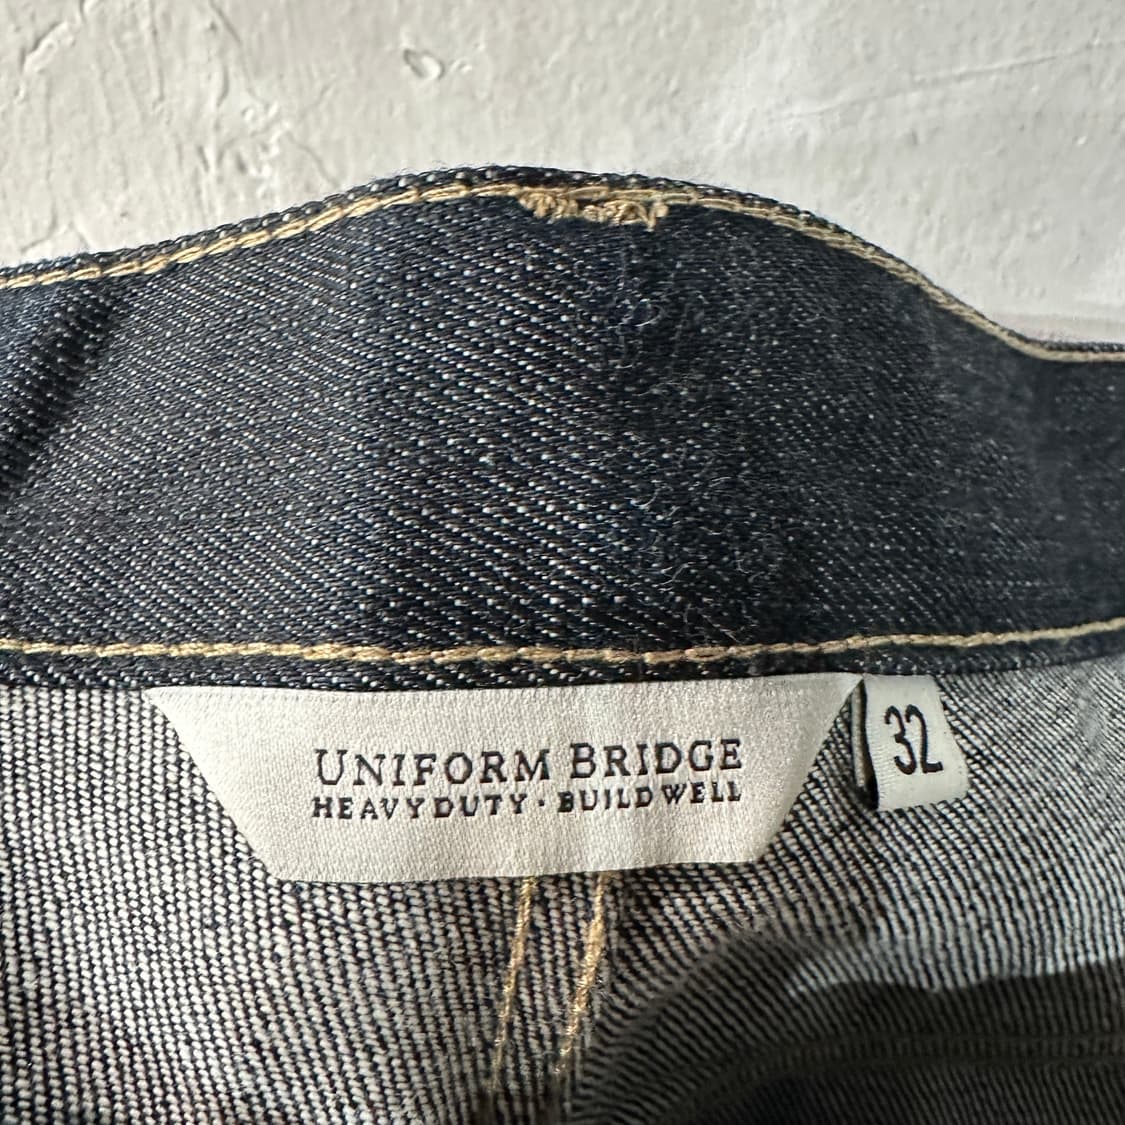 UNIFORM BRIDGE
HEAVYDUTY · BUILDWELL
32